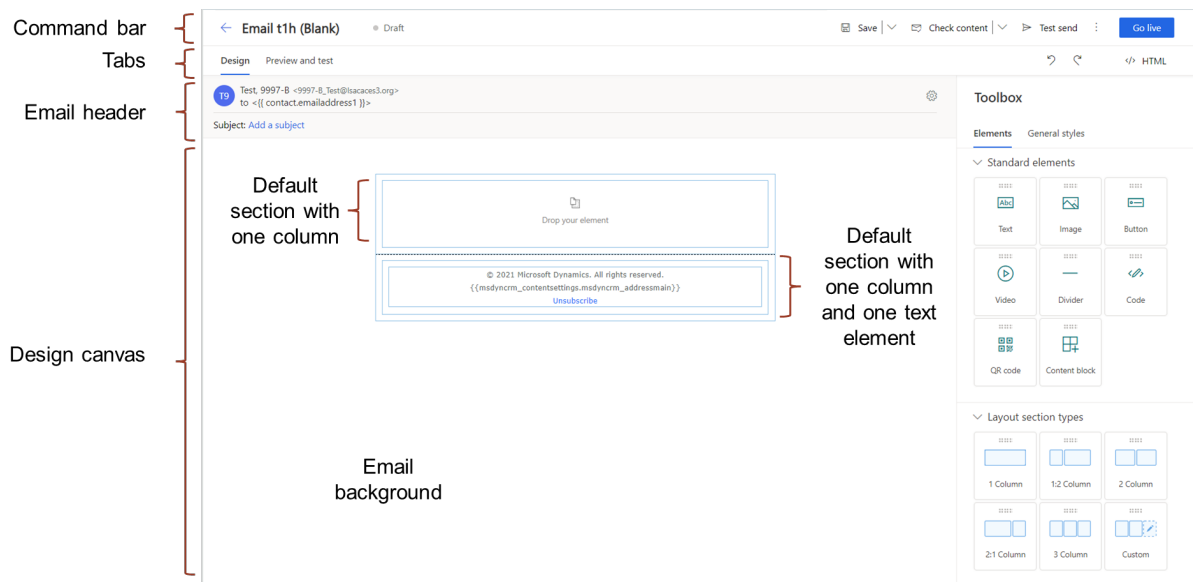 Command bar
Email t1h (Blank)
Draft
Save
Check content
Test send
Go live
Tabs
Design
Preview and test
HTML
Email header
T9
Test, 9997-B <9997-B_Test@lsacaces3.org>
to <{{ contact.emailaddress1 }}>
Subject: Add a subject
Toolbox
Elements
General styles
Standard elements
Abc
Text
Image
Button
Video
Divider
Code
QR code
Content block
Layout section types
1 Column
1:2 Column
2 Column
2:1 Column
3 Column
Custom
Design canvas
Default
section with
one column
Drop your element
© 2021 Microsoft Dynamics. All rights reserved.
{{msdyncrm_contentsettings.msdyncrm_addressmain}}
Unsubscribe
Default
section with
one column
and one text
element
Email
background